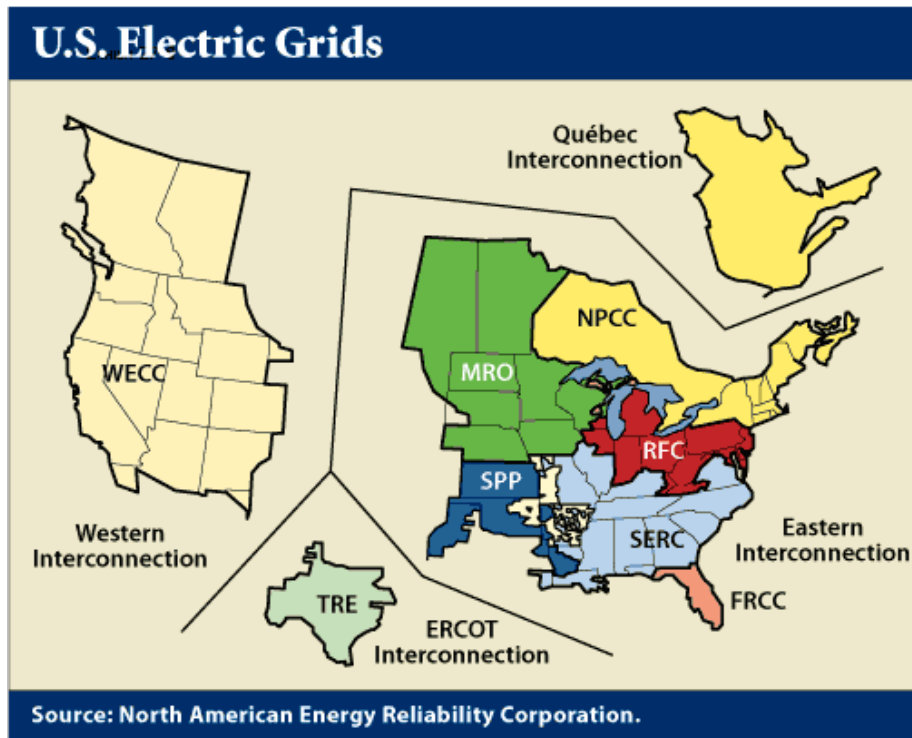 U.S. Electric Grids
Québec
Interconnection
NPCC
WECC
MRO
RFC
SPP
SERC
Western
Interconnection
Eastern
Interconnection
FRCC
TRE
ERCOT
Interconnection
Source: North American Energy Reliability Corporation.